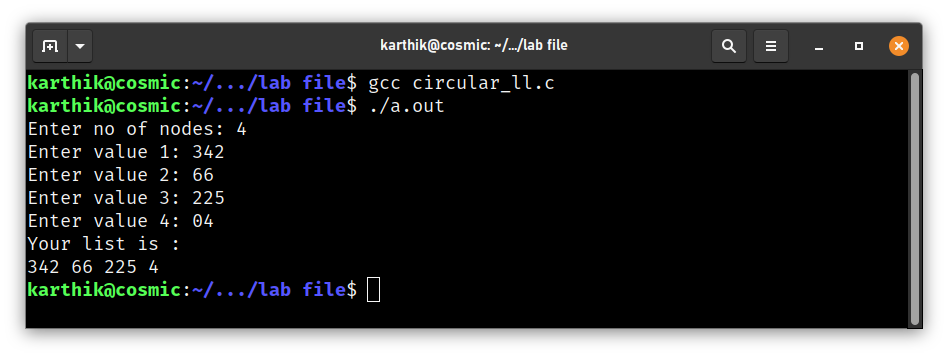 karthik@cosmic: ~/.../lab file
karthik@cosmic:~/.../lab file$ gcc circular_ll.c
karthik@cosmic:~/.../lab file$ ./a.out
Enter no of nodes: 4
Enter value 1: 342
Enter value 2: 66
Enter value 3: 225
Enter value 4: 04
Your list is :
342 66 225 4
karthik@cosmic:~/.../lab file$